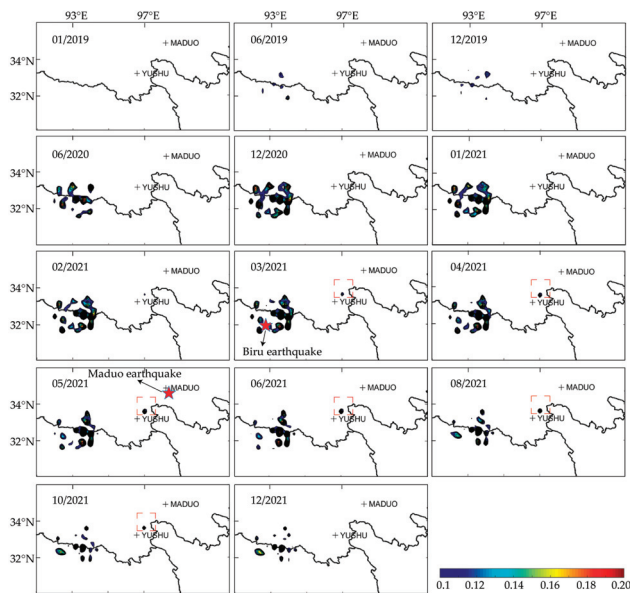 93°E 97°E 93°E 97°E 93°E 97°E
01/2019 +MADUO 06/2019 +MADUO 12/2019 +MADUO
34°N
+YUSHU +YUSHU +YUSHU
32°N
06/2020 +MADUO 12/2020 +MADUO 01/2021 +MADUO
34°N
+YUSHU +YUSHU +YUSHU
32°N
02/2021 +MADUO 03/2021 +MADUO 04/2021 +MADUO
34°N
+YUSHU +YUSHU +YUSHU
32°N
Biru earthquake
Maduo earthquake
05/2021 +MADUO 06/2021 +MADUO 08/2021 +MADUO
34°N
+YUSHU +YUSHU +YUSHU
32°N
10/2021 +MADUO 12/2021 +MADUO
34°N
+YUSHU +YUSHU
32°N
0.1 0.12 0.14 0.16 0.18 0.20